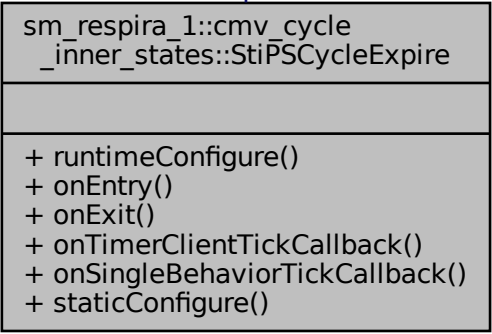 sm_respira_1::cmv_cycle
_inner_states::StiPSCycleExpire
+ runtimeConfigure()
+ onEntry()
+ onExit()
+ onTimerClientTickCallback()
+ onSingleBehaviorTickCallback()
+ staticConfigure()